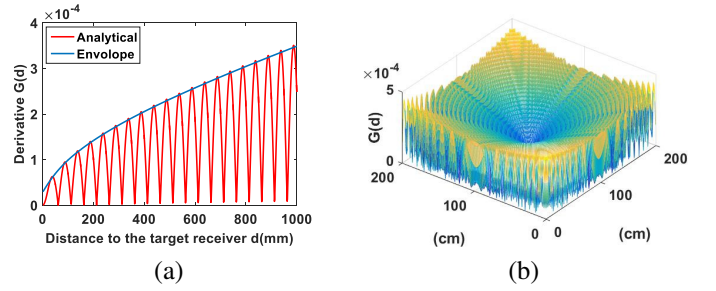 ×10⁻⁴
Analytical
Envolope
Derivative G(d)
4
3
2
1
0
0 200 400 600 800 1000
Distance to the target receiver d(mm)
(a)
×10⁻⁴
5
0
G(d)
200
100
0
(cm)
0
100
200
(cm)
(b)